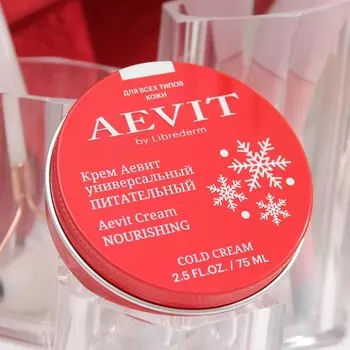 ДЛЯ ВСЕХ ТИПОВ
КОЖИ
AEVIT
by Librederm
Крем Аевит
универсальный
ПИТАТЕЛЬНЫЙ
Aevit Cream
NOURISHING
COLD CREAM
2.5 FL.OZ. / 75 ML